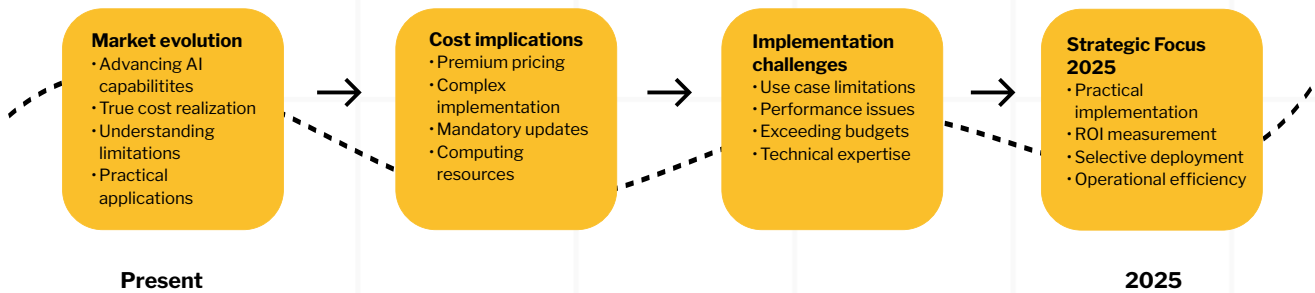 Market evolution
· Advancing AI
capabilitites
· True cost realization
· Understanding
limitations
· Practical
applications
Cost implications
· Premium pricing
· Complex
implementation
· Mandatory updates
· Computing
resources
Implementation
challenges
· Use case limitations
· Performance issues
· Exceeding budgets
· Technical expertise
Strategic Focus
2025
· Practical
implementation
· ROI measurement
· Selective deployment
· Operational efficiency
Present
2025